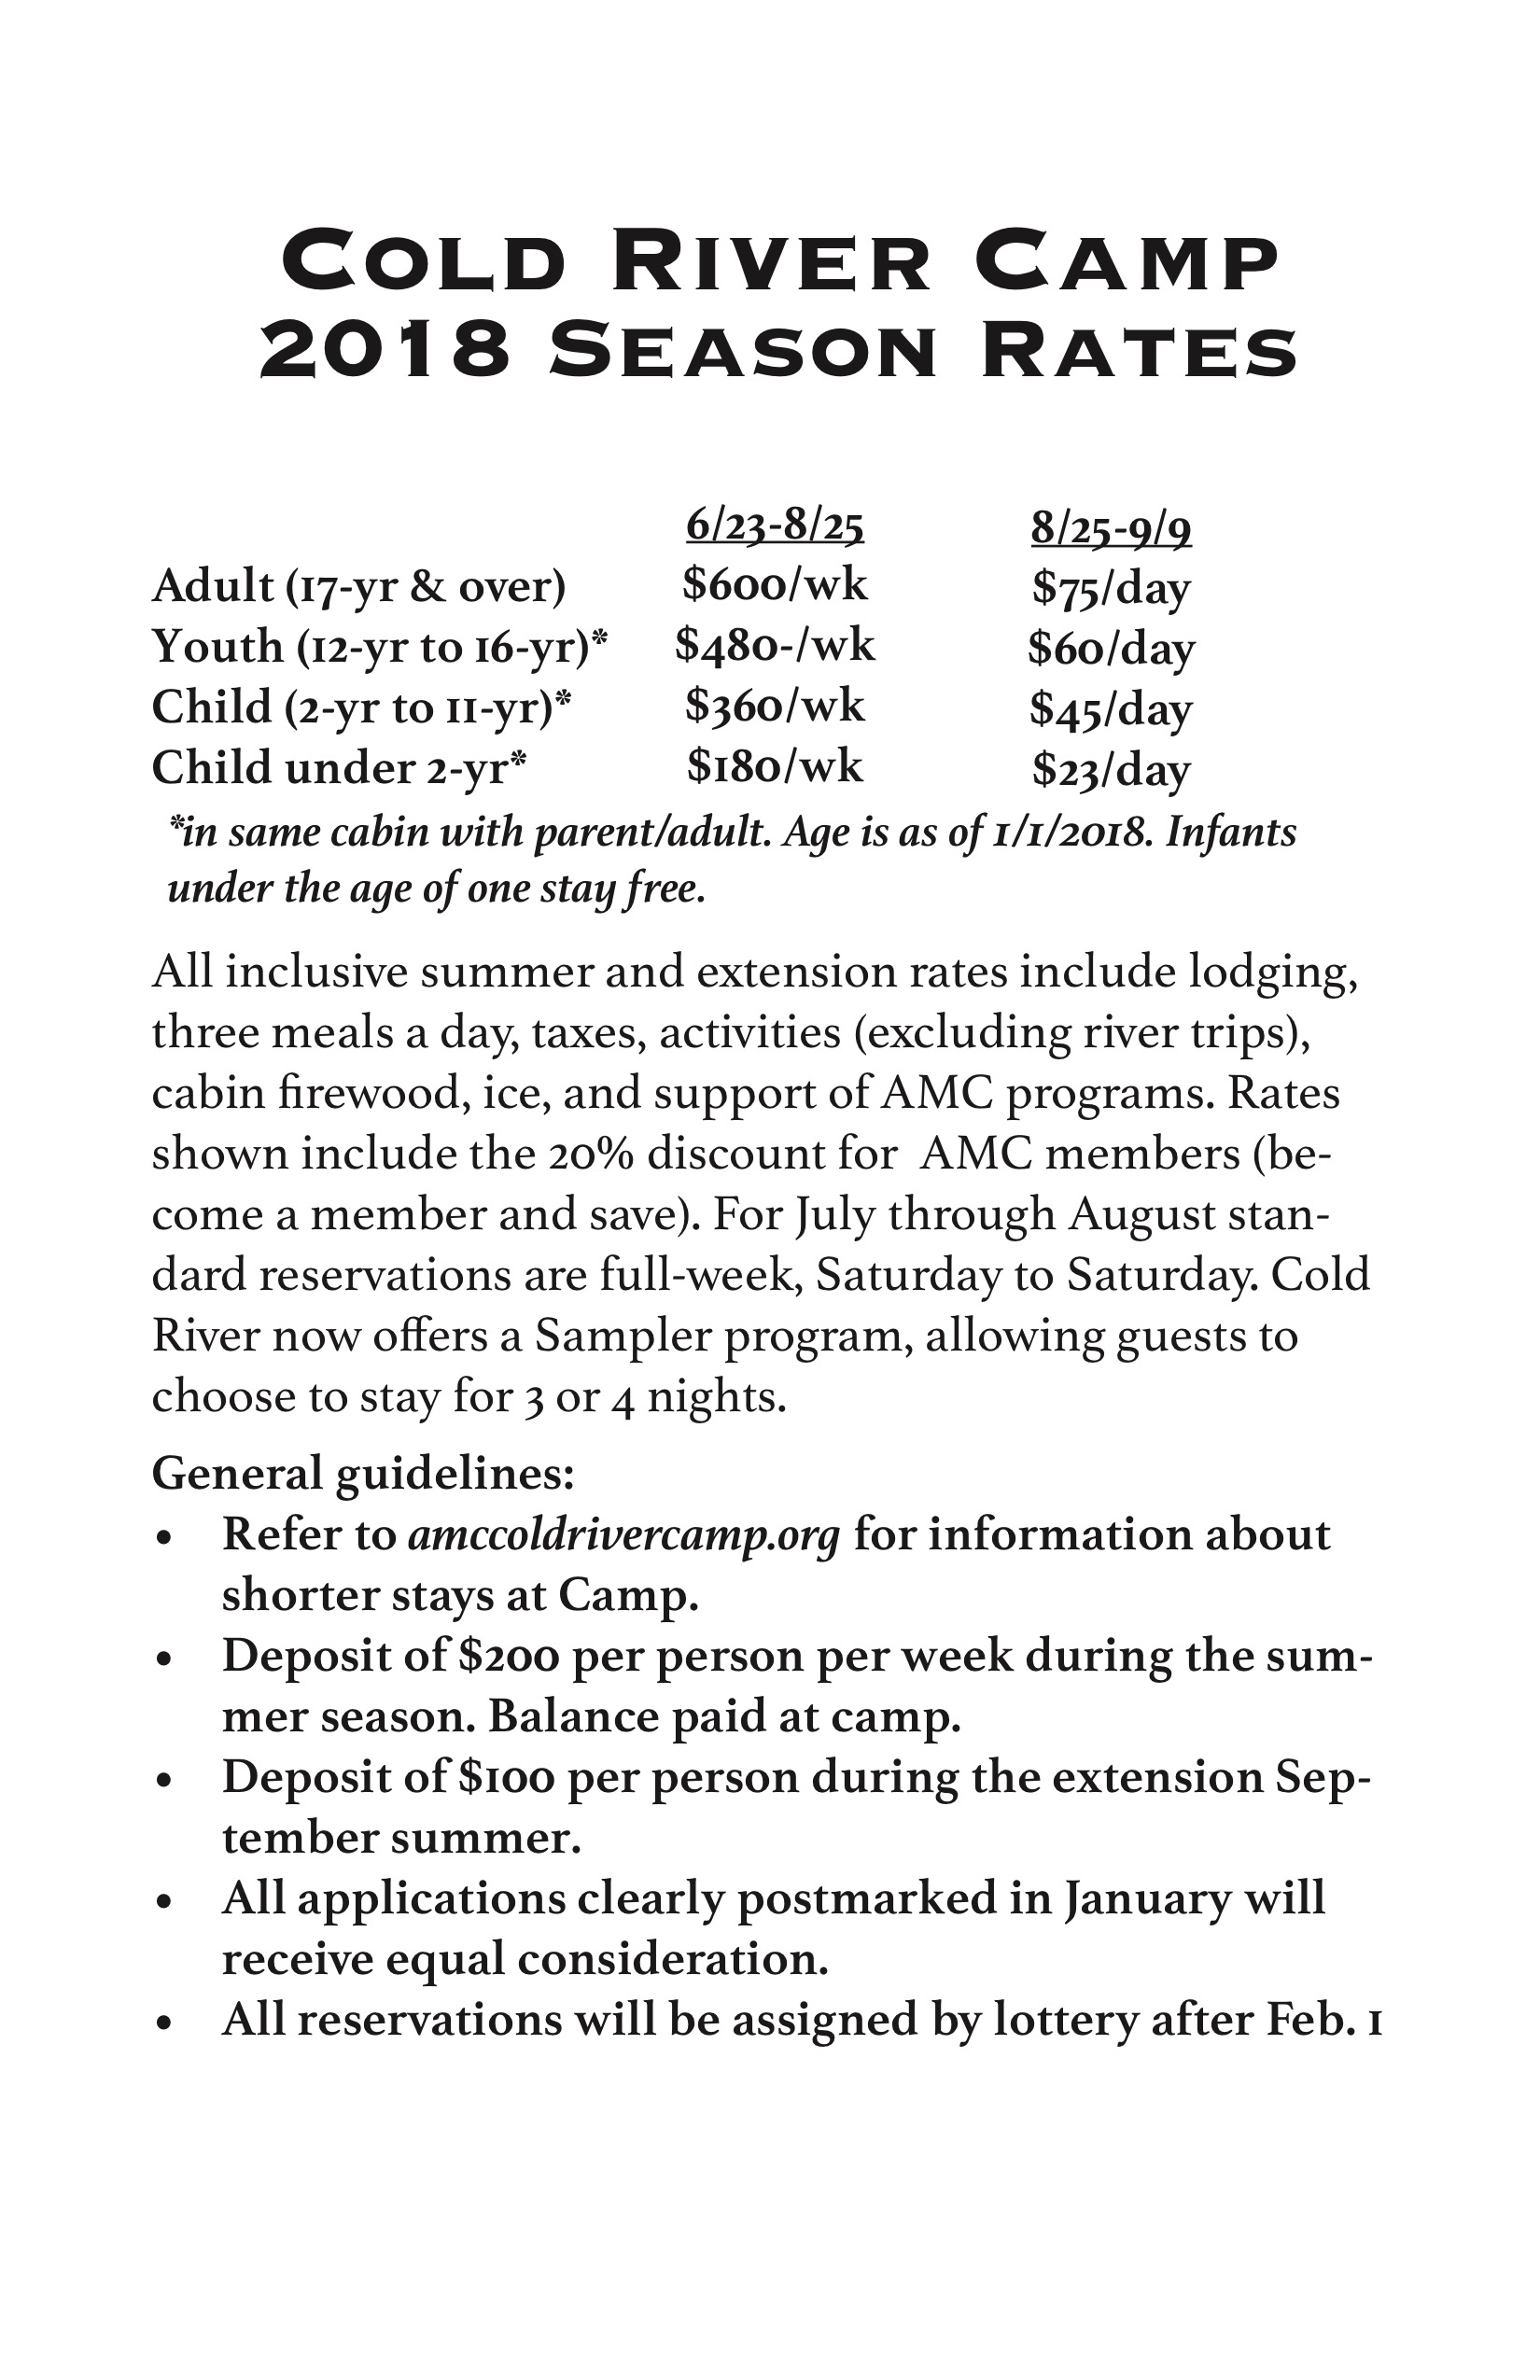 Cold River Camp
2018 Season Rates
6/23-8/25 8/25-9/9
Adult (17-yr & over) $600/wk $75/day
Youth (12-yr to 16-yr)* $480-/wk $60/day
Child (2-yr to 11-yr)* $360/wk $45/day
Child under 2-yr* $180/wk $23/day
*in same cabin with parent/adult. Age is as of 1/1/2018. Infants
under the age of one stay free.
All inclusive summer and extension rates include lodging,
three meals a day, taxes, activities (excluding river trips),
cabin firewood, ice, and support of AMC programs. Rates
shown include the 20% discount for  AMC members (be-
come a member and save). For July through August stan-
dard reservations are full-week, Saturday to Saturday. Cold
River now offers a Sampler program, allowing guests to
choose to stay for 3 or 4 nights.
General guidelines:
• Refer to amccoldrivercamp.org for information about
shorter stays at Camp.
• Deposit of $200 per person per week during the sum-
mer season. Balance paid at camp.
• Deposit of $100 per person during the extension Sep-
tember summer.
• All applications clearly postmarked in January will
receive equal consideration.
• All reservations will be assigned by lottery after Feb. 1